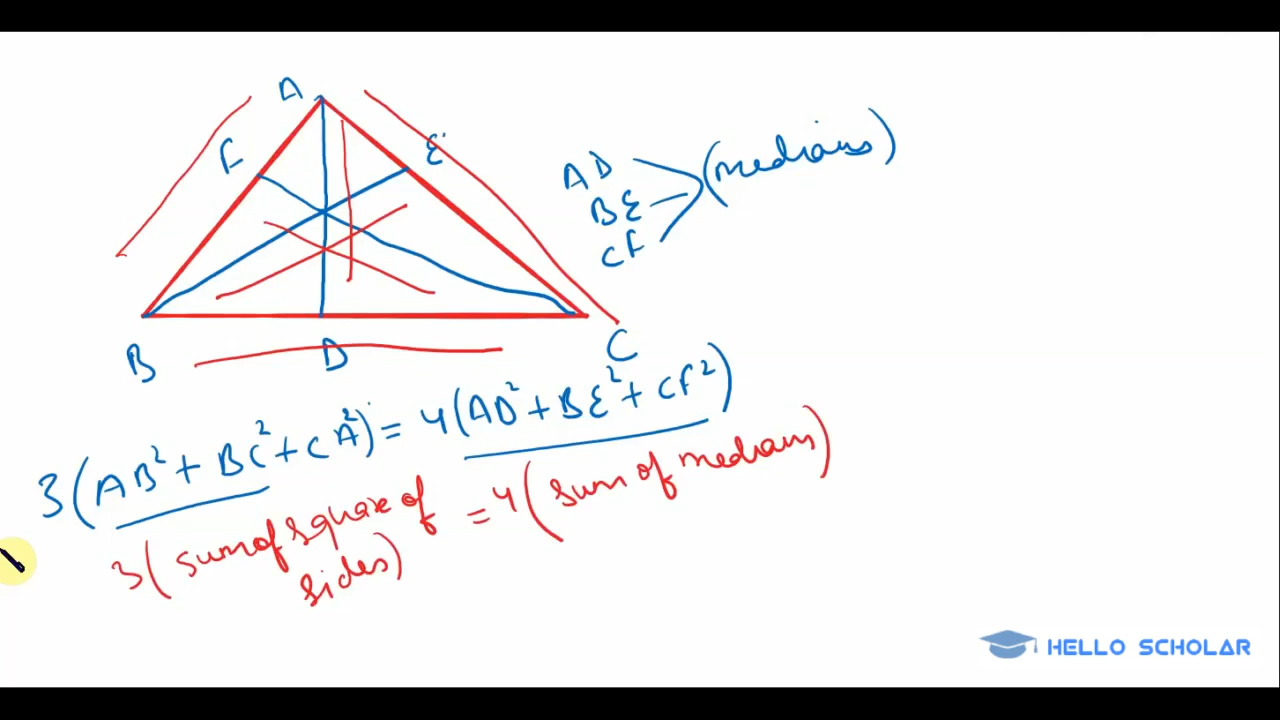 A
F
E
B
D
C
AD
BE
CF
(medians)
3(AB²+BC²+CA²)=4(AD²+BE²+CF²)
3(sum of square of sides)=4(sum of medians)
HELLO SCHOLAR